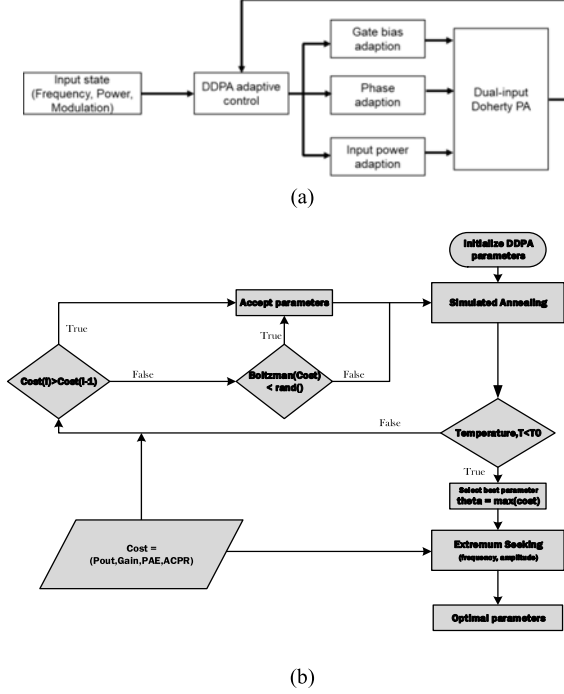 Gate bias
adaption
Input state
(Frequency, Power,
Modulation)
DDPA adaptive
control
Phase
adaption
Dual-input
Doherty PA
Input power
adaption
(a)
Initialize DDPA
parameters
Accept parameters
Simulated Annealing
True
True
Cost(i)>Cost(i-1)
False
Boltzman(Cost)
< rand()
False
False
Temperature,T<T0
True
Select best parameter
theta = max(cost)
Cost =
(Pout,Gain,PAE,ACPR)
Extremum Seeking
(frequency, amplitude)
Optimal parameters
(b)